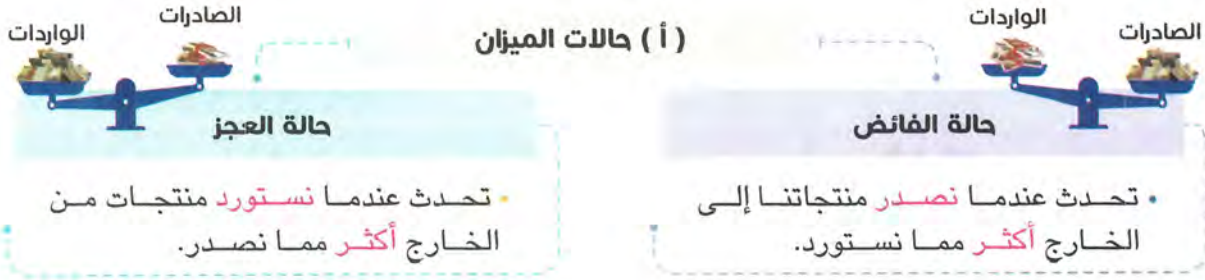 (أ) حالات الميزان
الواردات
الصادرات
حالة الفائض
• تحدث عندما نصدر منتجاتنا إلى
الخارج أكثر مما نستورد.
الصادرات
الواردات
حالة العجز
• تحدث عندما نستورد منتجات من
الخارج أكثر مما نصدر.